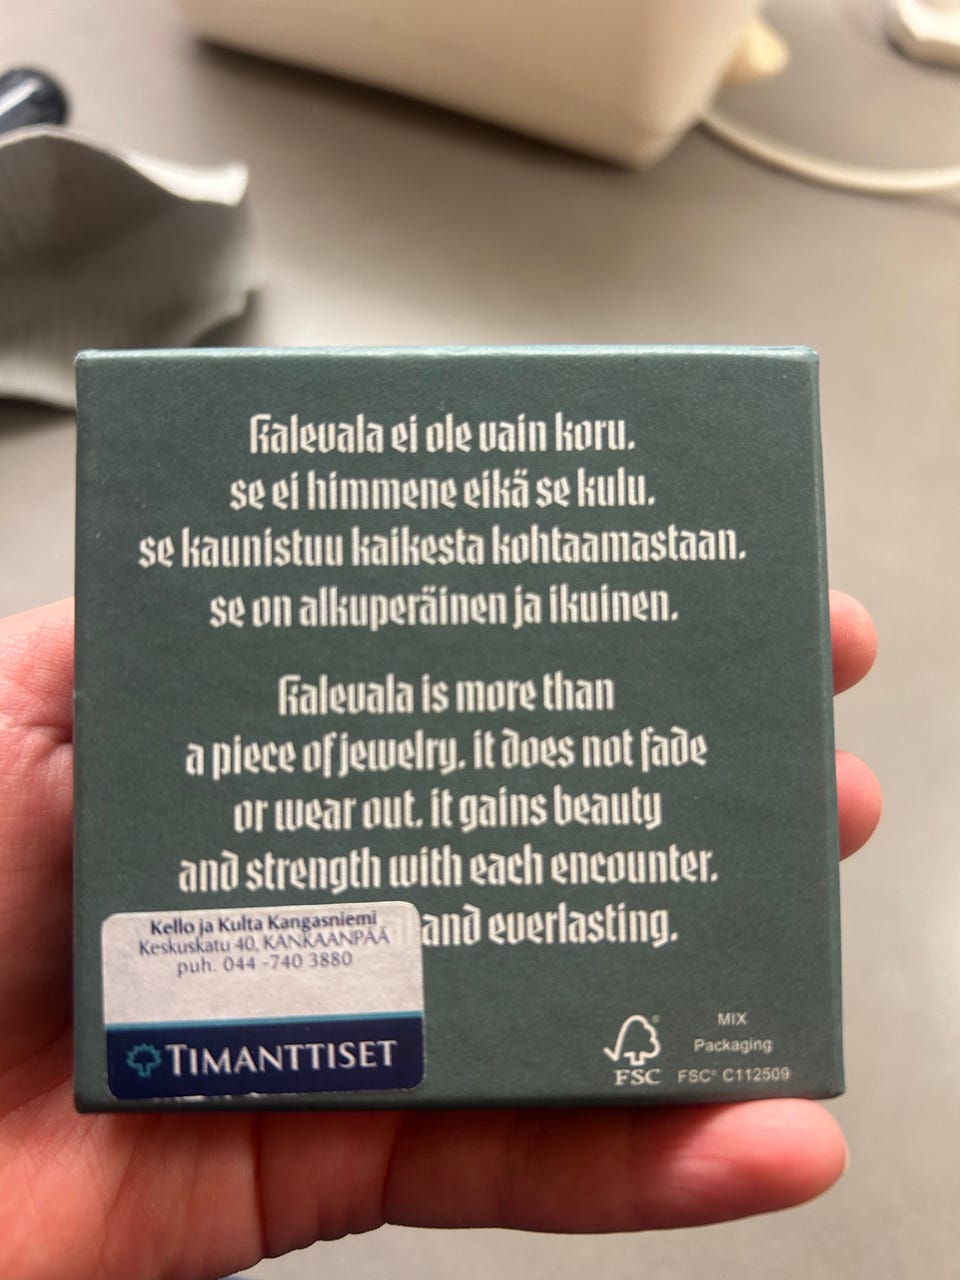 Kalevala ei ole vain koru.
se ei himmene eikä se kulu.
se kaunistuu kaikesta kohtaamastaan.
se on alkuperäinen ja ikuinen.
Kalevala is more than
a piece of jewelry. it does not fade
or wear out. it gains beauty
and strength with each encounter.
and everlasting.
Kello ja Kulta Kangasniemi
Keskuskatu 40, KANKAANPÄÄ
puh. 044 -740 3880
TIMANTTISET
FSC®
MIX
Packaging
FSC® C112509